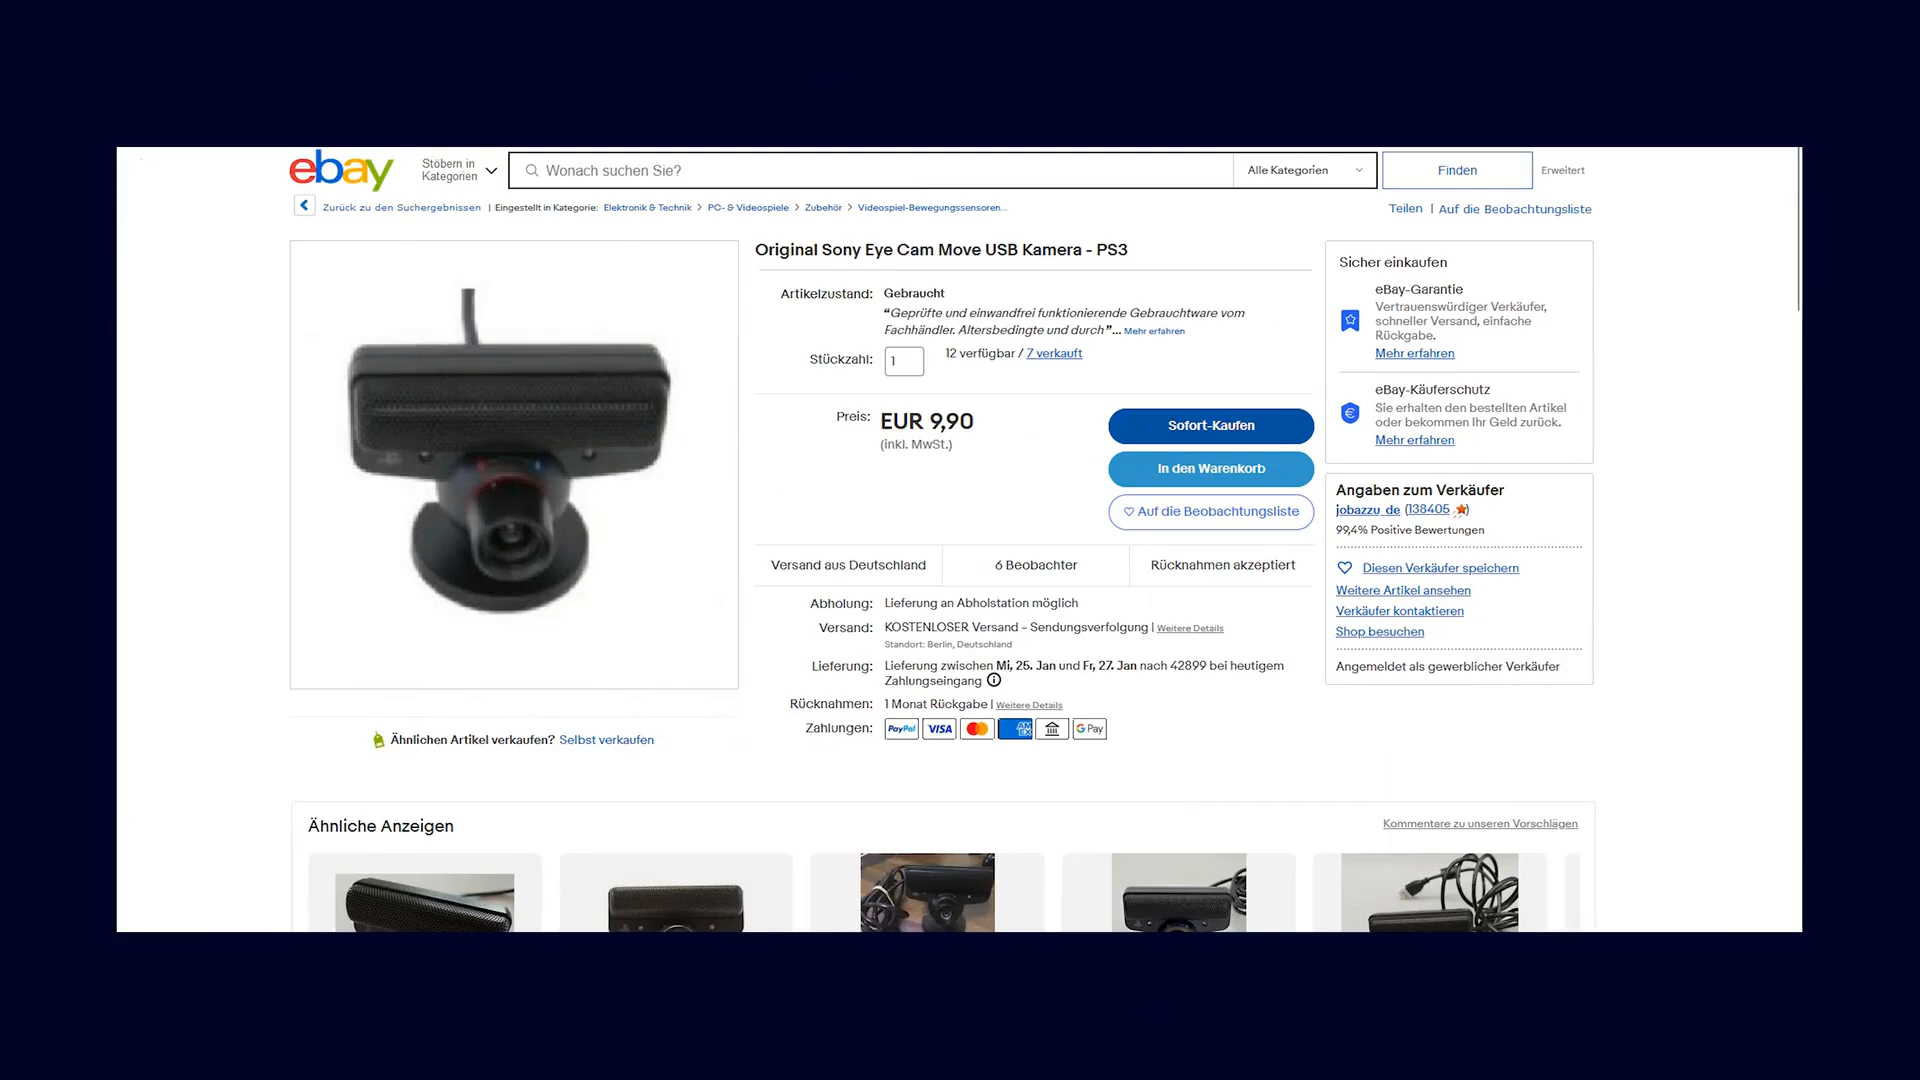 ebay
Stöbern in
Kategorien
Wonach suchen Sie?
Alle Kategorien
Finden
Erweitert
Zurück zu den Suchergebnissen | Eingestellt in Kategorie: Elektronik & Technik > PC- & Videospiele > Zubehör > Videospiel-Bewegungssensoren...
Teilen | Auf die Beobachtungsliste
Original Sony Eye Cam Move USB Kamera - PS3
Artikelzustand: Gebraucht
“Geprüfte und einwandfrei funktionierende Gebrauchtware vom
Fachhändler. Altersbedingte und durch”... Mehr erfahren
Stückzahl: 1 12 verfügbar / 7 verkauft
Preis: EUR 9,90
(inkl. MwSt.)
Sofort-Kaufen
In den Warenkorb
Auf die Beobachtungsliste
Versand aus Deutschland
6 Beobachter
Rücknahmen akzeptiert
Abholung: Lieferung an Abholstation möglich
Versand: KOSTENLOSER Versand – Sendungsverfolgung | Weitere Details
Standort: Berlin, Deutschland
Lieferung: Lieferung zwischen Mi, 25. Jan und Fr, 27. Jan nach 42899 bei heutigem
Zahlungseingang
Rücknahmen: 1 Monat Rückgabe | Weitere Details
Zahlungen: PayPal VISA AM EX G Pay
Sicher einkaufen
eBay-Garantie
Vertrauenswürdiger Verkäufer,
schneller Versand, einfache
Rückgabe.
Mehr erfahren
eBay-Käuferschutz
Sie erhalten den bestellten Artikel
oder bekommen Ihr Geld zurück.
Mehr erfahren
Angaben zum Verkäufer
jobazzu_de (138405)
99,4% Positive Bewertungen
Diesen Verkäufer speichern
Weitere Artikel ansehen
Verkäufer kontaktieren
Shop besuchen
Angemeldet als gewerblicher Verkäufer
Ähnlichen Artikel verkaufen? Selbst verkaufen
Ähnliche Anzeigen
Kommentare zu unseren Vorschlägen